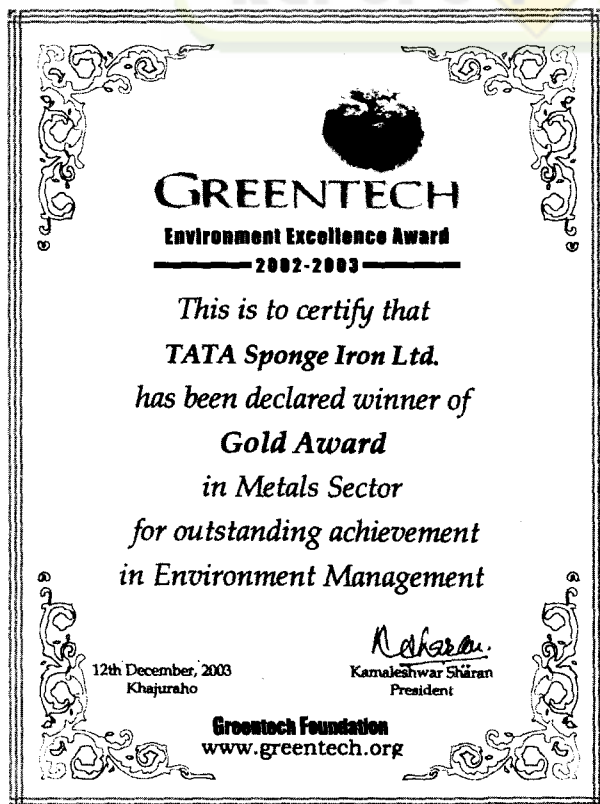 GREENTECH
Environment Excellence Award
2002-2003
This is to certify that
TATA Sponge Iron Ltd.
has been declared winner of
Gold Award
in Metals Sector
for outstanding achievement
in Environment Management
12th December, 2003
Khajuraho
Kamaleshwar Sharan
President
Greentech Foundation
www.greentech.org